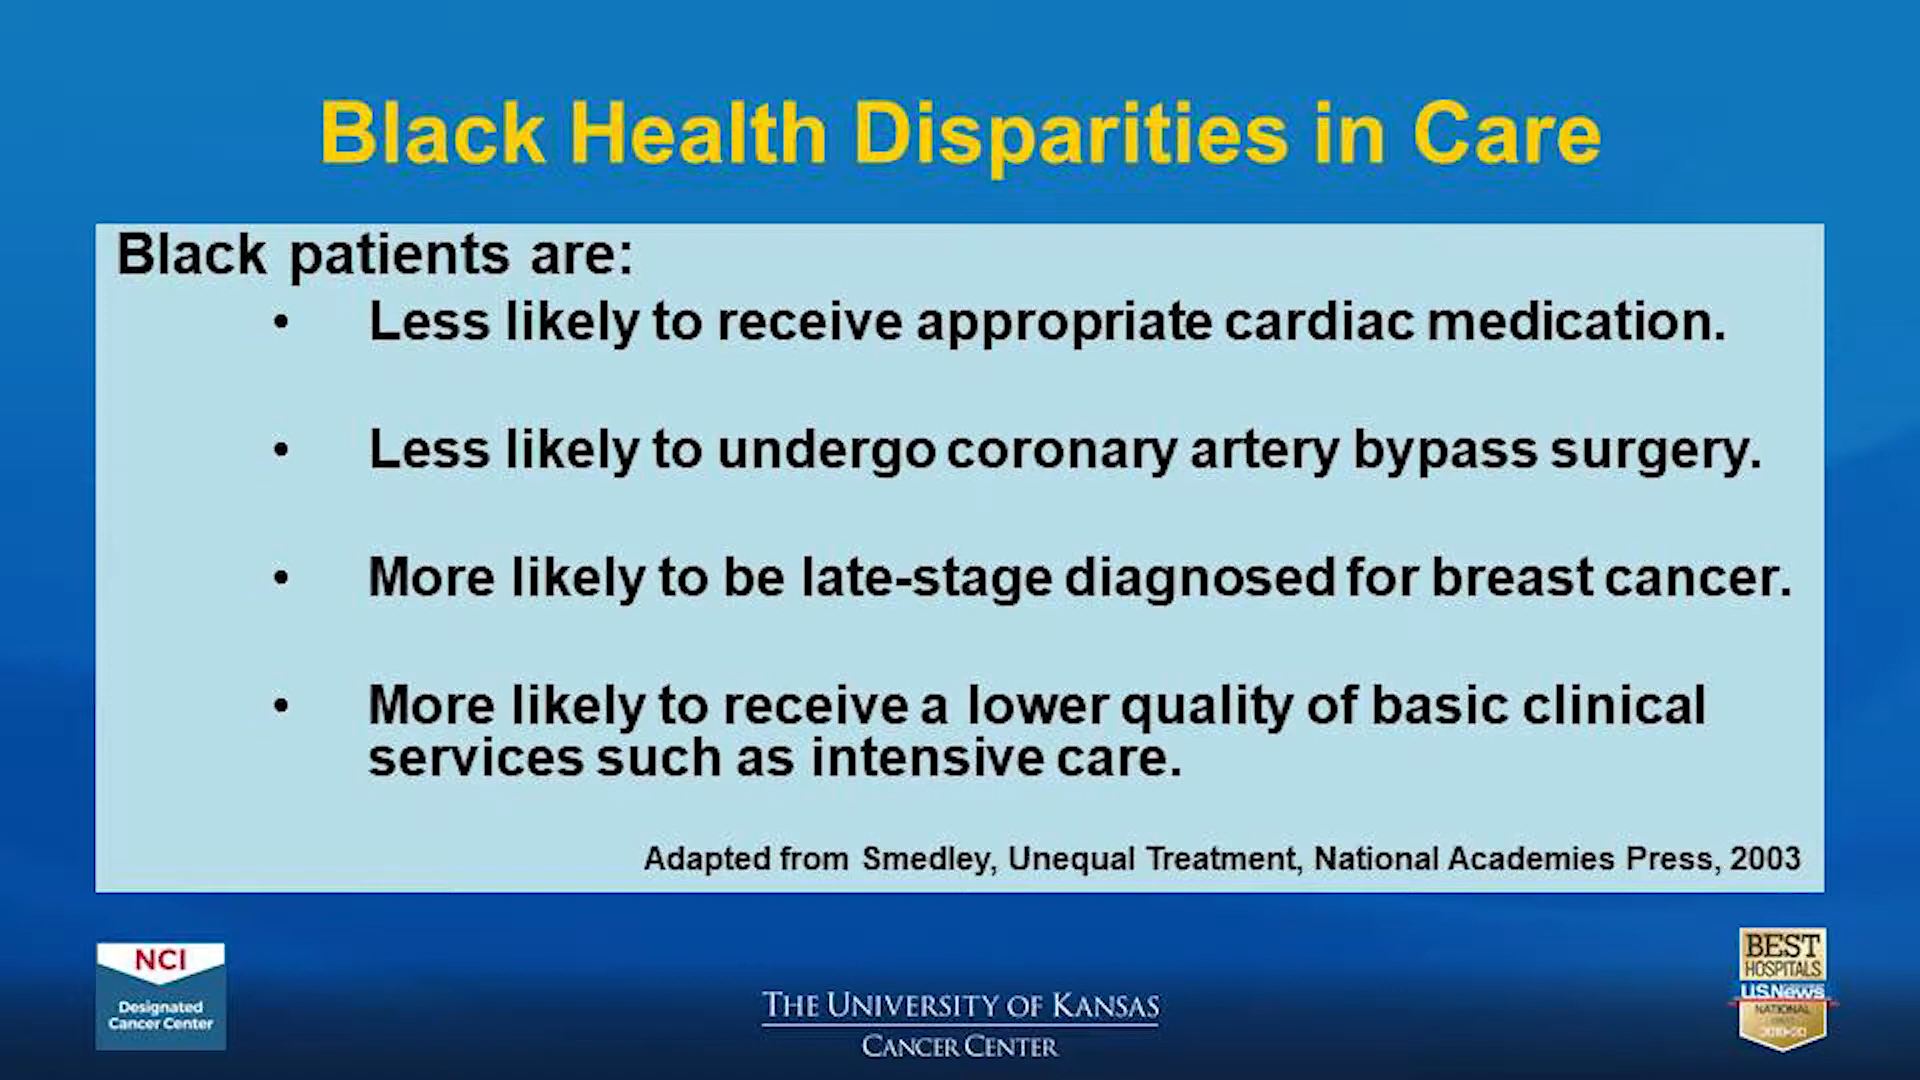 Black Health Disparities in Care
Black patients are:
• Less likely to receive appropriate cardiac medication.
• Less likely to undergo coronary artery bypass surgery.
• More likely to be late-stage diagnosed for breast cancer.
• More likely to receive a lower quality of basic clinical
services such as intensive care.
Adapted from Smedley, Unequal Treatment, National Academies Press, 2003
NCI
Designated
Cancer Center
THE UNIVERSITY OF KANSAS
CANCER CENTER
BEST
HOSPITALS
U.S.News
NATIONAL